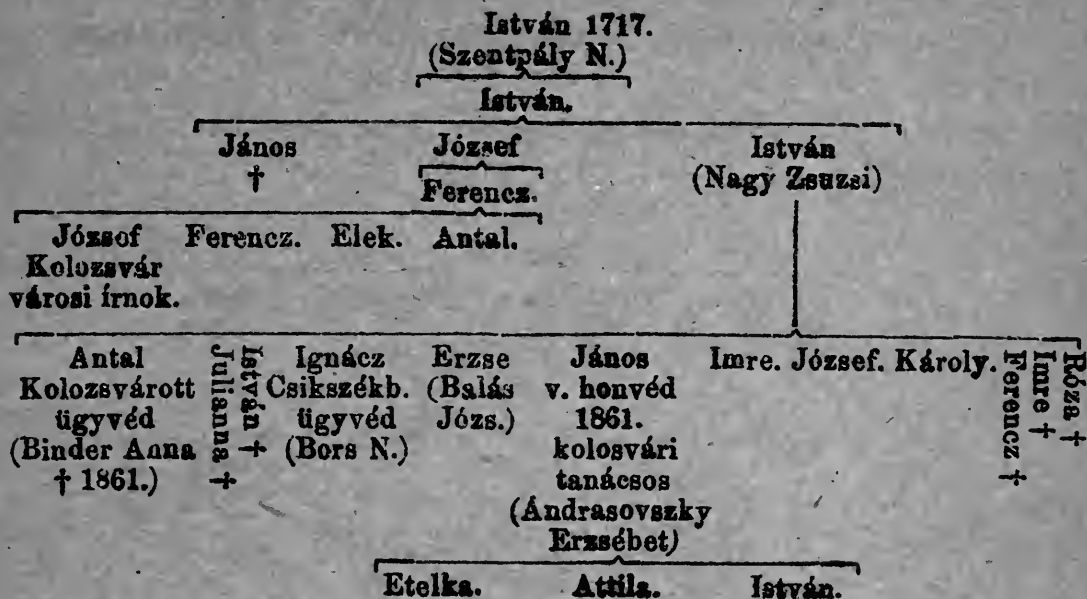 István 1717.
(Szentpály N.)
István.
János József István
† (Nagy Zsuzsi)
Ferencz.
József Ferencz. Elek. Antal.
Kolozsvár
városi írnok.
Antal
Kolozsvárott
ügyvéd
(Binder Anna
† 1861.)
István †
Julianna †
Ignácz
Csikszékb.
ügyvéd
(Bors N.)
Erzse
(Balás
Józs.)
János
v. honvéd
1861.
kolosvári
tanácsos
(Ándrasovszky
Erzsébet)
Imre. József. Károly.
Róza †
Imre †
Ferencz †
Etelka. Attila. István.